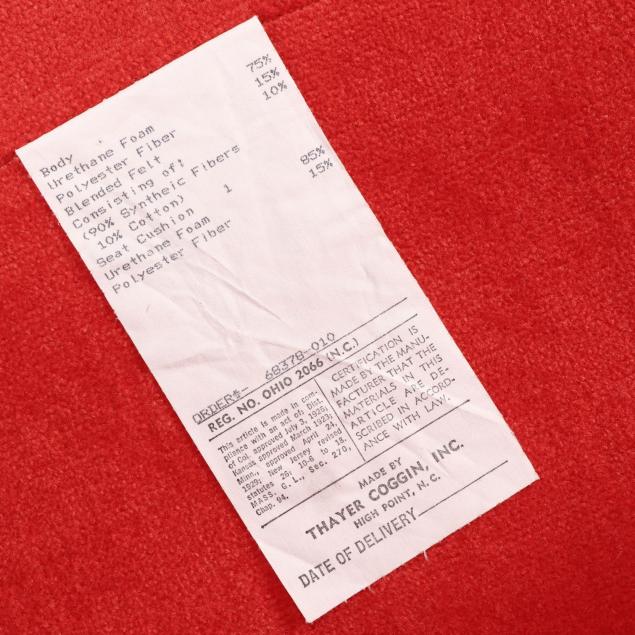 Body
Urethane Foam 75%
Polyester Fiber 15%
Blended Felt 10%
Consisting of:
(90% Syntheic Fibers
10% Cotton)
Seat Cushion 1
Urethane Foam 85%
Polyester Fiber 15%
ORDER#- 68378-010
REG. NO. OHIO 2066 (N.C.)
This article is made in com-
pliance with an act of; Dist.
of Col. approved July 3, 1926;
Kansas approved March 1923;
Minn., approved April 24,
1929; New Jersey revised
statutes 26; 10-6 to 18.
MASS. G. L., Sec. 270,
Chap. 94.
CERTIFICATION IS
MADE BY THE MANU-
FACTURER THAT THE
MATERIALS IN THIS
ARTICLE ARE DE-
SCRIBED IN ACCORD-
ANCE WITH LAW.
MADE BY
THAYER COGGIN, INC.
HIGH POINT, N. C.
DATE OF DELIVERY